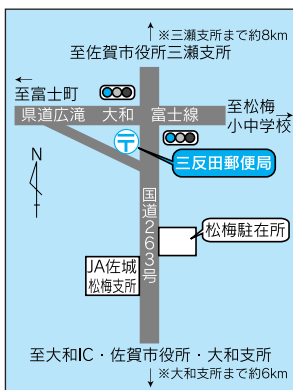 ※三瀬支所まで約8km
至佐賀市役所三瀬支所
至富士町
県道広滝 大和 富士線
至松梅
小中学校
〒
三反田郵便局
N
国道263号
松梅駐在所
JA佐城
松梅支所
至大和IC・佐賀市役所・大和支所
※大和支所まで約6km